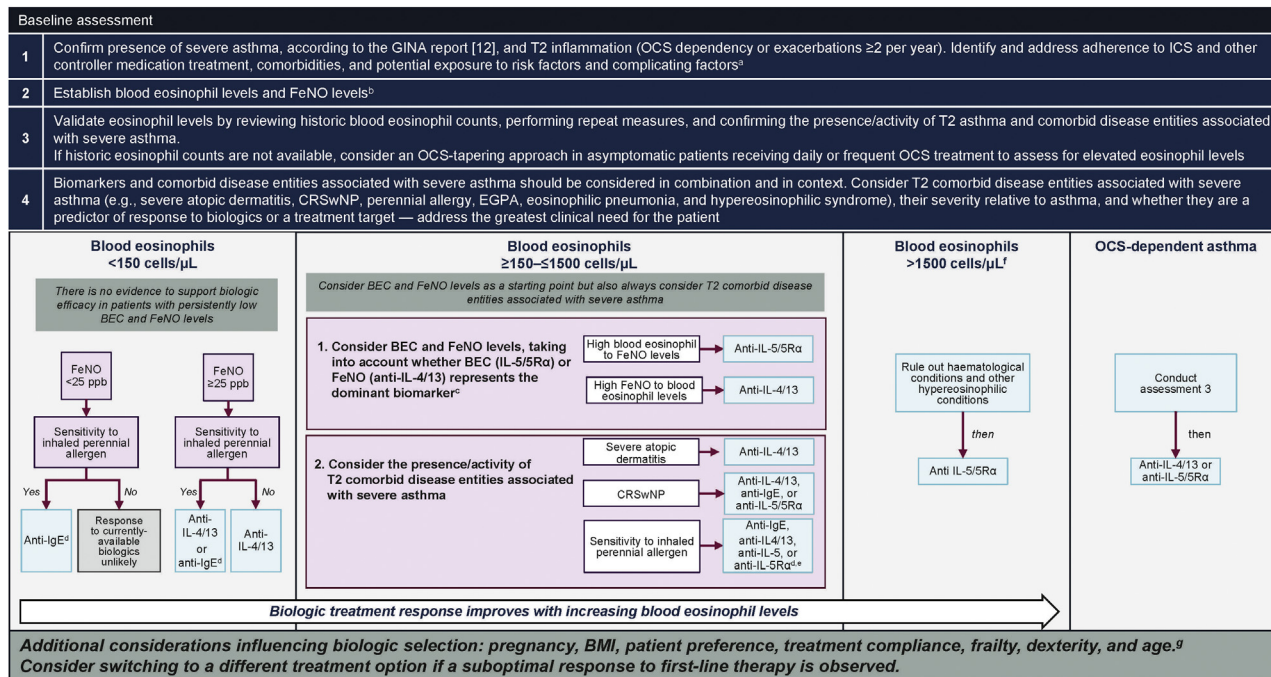 Baseline assessment
1
Confirm presence of severe asthma, according to the GINA report [12], and T2 inflammation (OCS dependency or exacerbations ≥2 per year). Identify and address adherence to ICS and other
controller medication treatment, comorbidities, and potential exposure to risk factors and complicating factorsᵃ
2
Establish blood eosinophil levels and FeNO levelsᵇ
3
Validate eosinophil levels by reviewing historic blood eosinophil counts, performing repeat measures, and confirming the presence/activity of T2 asthma and comorbid disease entities associated
with severe asthma.
If historic eosinophil counts are not available, consider an OCS-tapering approach in asymptomatic patients receiving daily or frequent OCS treatment to assess for elevated eosinophil levels
4
Biomarkers and comorbid disease entities associated with severe asthma should be considered in combination and in context. Consider T2 comorbid disease entities associated with severe
asthma (e.g., severe atopic dermatitis, CRSwNP, perennial allergy, EGPA, eosinophilic pneumonia, and hypereosinophilic syndrome), their severity relative to asthma, and whether they are a
predictor of response to biologics or a treatment target — address the greatest clinical need for the patient
Blood eosinophils
<150 cells/µL
There is no evidence to support biologic
efficacy in patients with persistently low
BEC and FeNO levels
FeNO
<25 ppb
FeNO
≥25 ppb
Sensitivity to
inhaled perennial
allergen
Sensitivity to
inhaled perennial
allergen
Yes
No
Yes
No
Anti-IgEᵈ
Response
to currently-
available
biologics
unlikely
Anti-
IL-4/13
or
anti-IgEᵈ
Anti-
IL-4/13
Blood eosinophils
≥150–≤1500 cells/µL
Consider BEC and FeNO levels as a starting point but also always consider T2 comorbid disease
entities associated with severe asthma
1. Consider BEC and FeNO levels, taking
into account whether BEC (IL-5/5Rα) or
FeNO (anti-IL-4/13) represents the
dominant biomarkerᶜ
High blood eosinophil
to FeNO levels
Anti-IL-5/5Rα
High FeNO to blood
eosinophil levels
Anti-IL-4/13
2. Consider the presence/activity of
T2 comorbid disease entities associated
with severe asthma
Severe atopic
dermatitis
Anti-IL-4/13
CRSwNP
Anti-IL-4/13,
anti-IgE, or
anti-IL-5/5Rα
Sensitivity to inhaled
perennial allergen
Anti-IgE,
anti-IL4/13,
anti-IL-5, or
anti-IL-5Rαᵈ,ᵉ
Blood eosinophils
>1500 cells/µLᶠ
Rule out haematological
conditions and other
hypereosinophilic
conditions
then
Anti IL-5/5Rα
OCS-dependent asthma
Conduct
assessment 3
then
Anti-IL-4/13 or
anti-IL-5/5Rα
Biologic treatment response improves with increasing blood eosinophil levels
Additional considerations influencing biologic selection: pregnancy, BMI, patient preference, treatment compliance, frailty, dexterity, and age.ᵍ
Consider switching to a different treatment option if a suboptimal response to first-line therapy is observed.